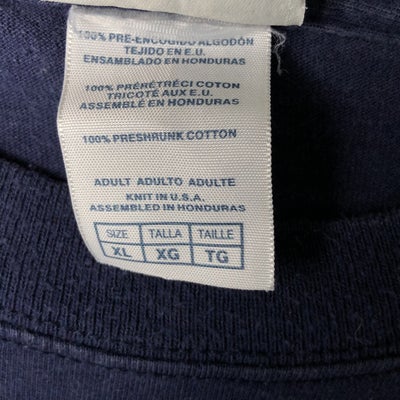 100% PRE-ENCOGIDO ALGODÓN
TEJIDO EN E.U.
ENSAMBLADO EN HONDURAS
100% PRÉRÉTRÉCI COTON
TRICOTÉ AUX E.U.
ASSEMBLÉ EN HONDURAS
100% PRESHRUNK COTTON
ADULT ADULTO ADULTE
KNIT IN U.S.A.
ASSEMBLED IN HONDURAS
SIZE TALLA TAILLE
XL XG TG